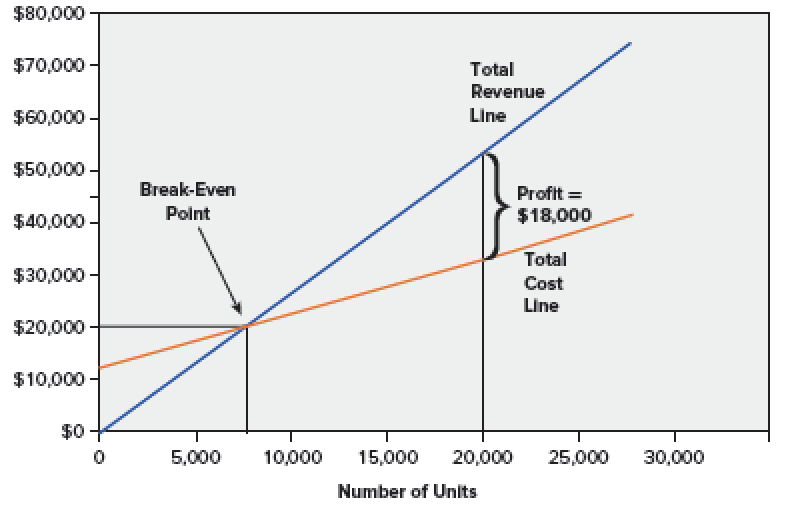 $80,000
$70,000
$60,000
$50,000
$40,000
$30,000
$20,000
$10,000
$0
Total
Revenue
Line
Break-Even
Point
Profit =
$18,000
Total
Cost
Line
0
5,000
10,000
15,000
20,000
25,000
30,000
Number of Units